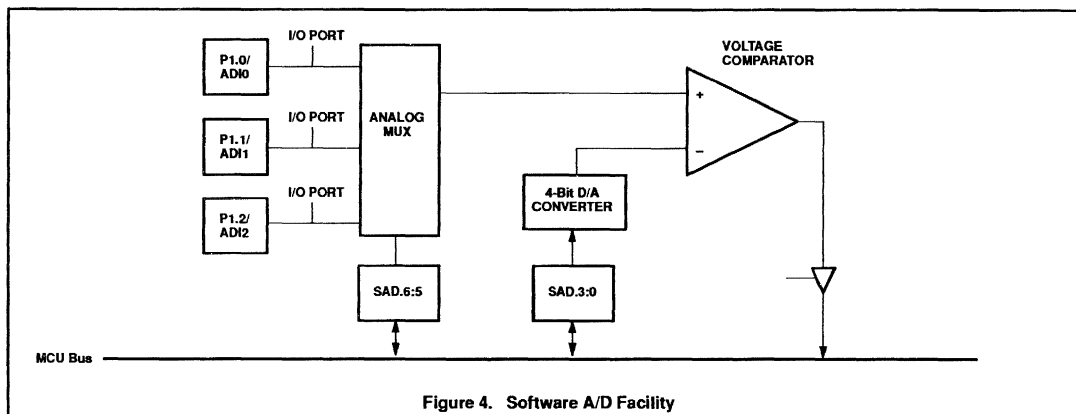 I/O PORT
P1.0/
ADI0
I/O PORT
P1.1/
ADI1
I/O PORT
P1.2/
ADI2
ANALOG
MUX
VOLTAGE
COMPARATOR
+
–
4-Bit D/A
CONVERTER
SAD.6:5
SAD.3:0
MCU Bus
Figure 4. Software A/D Facility